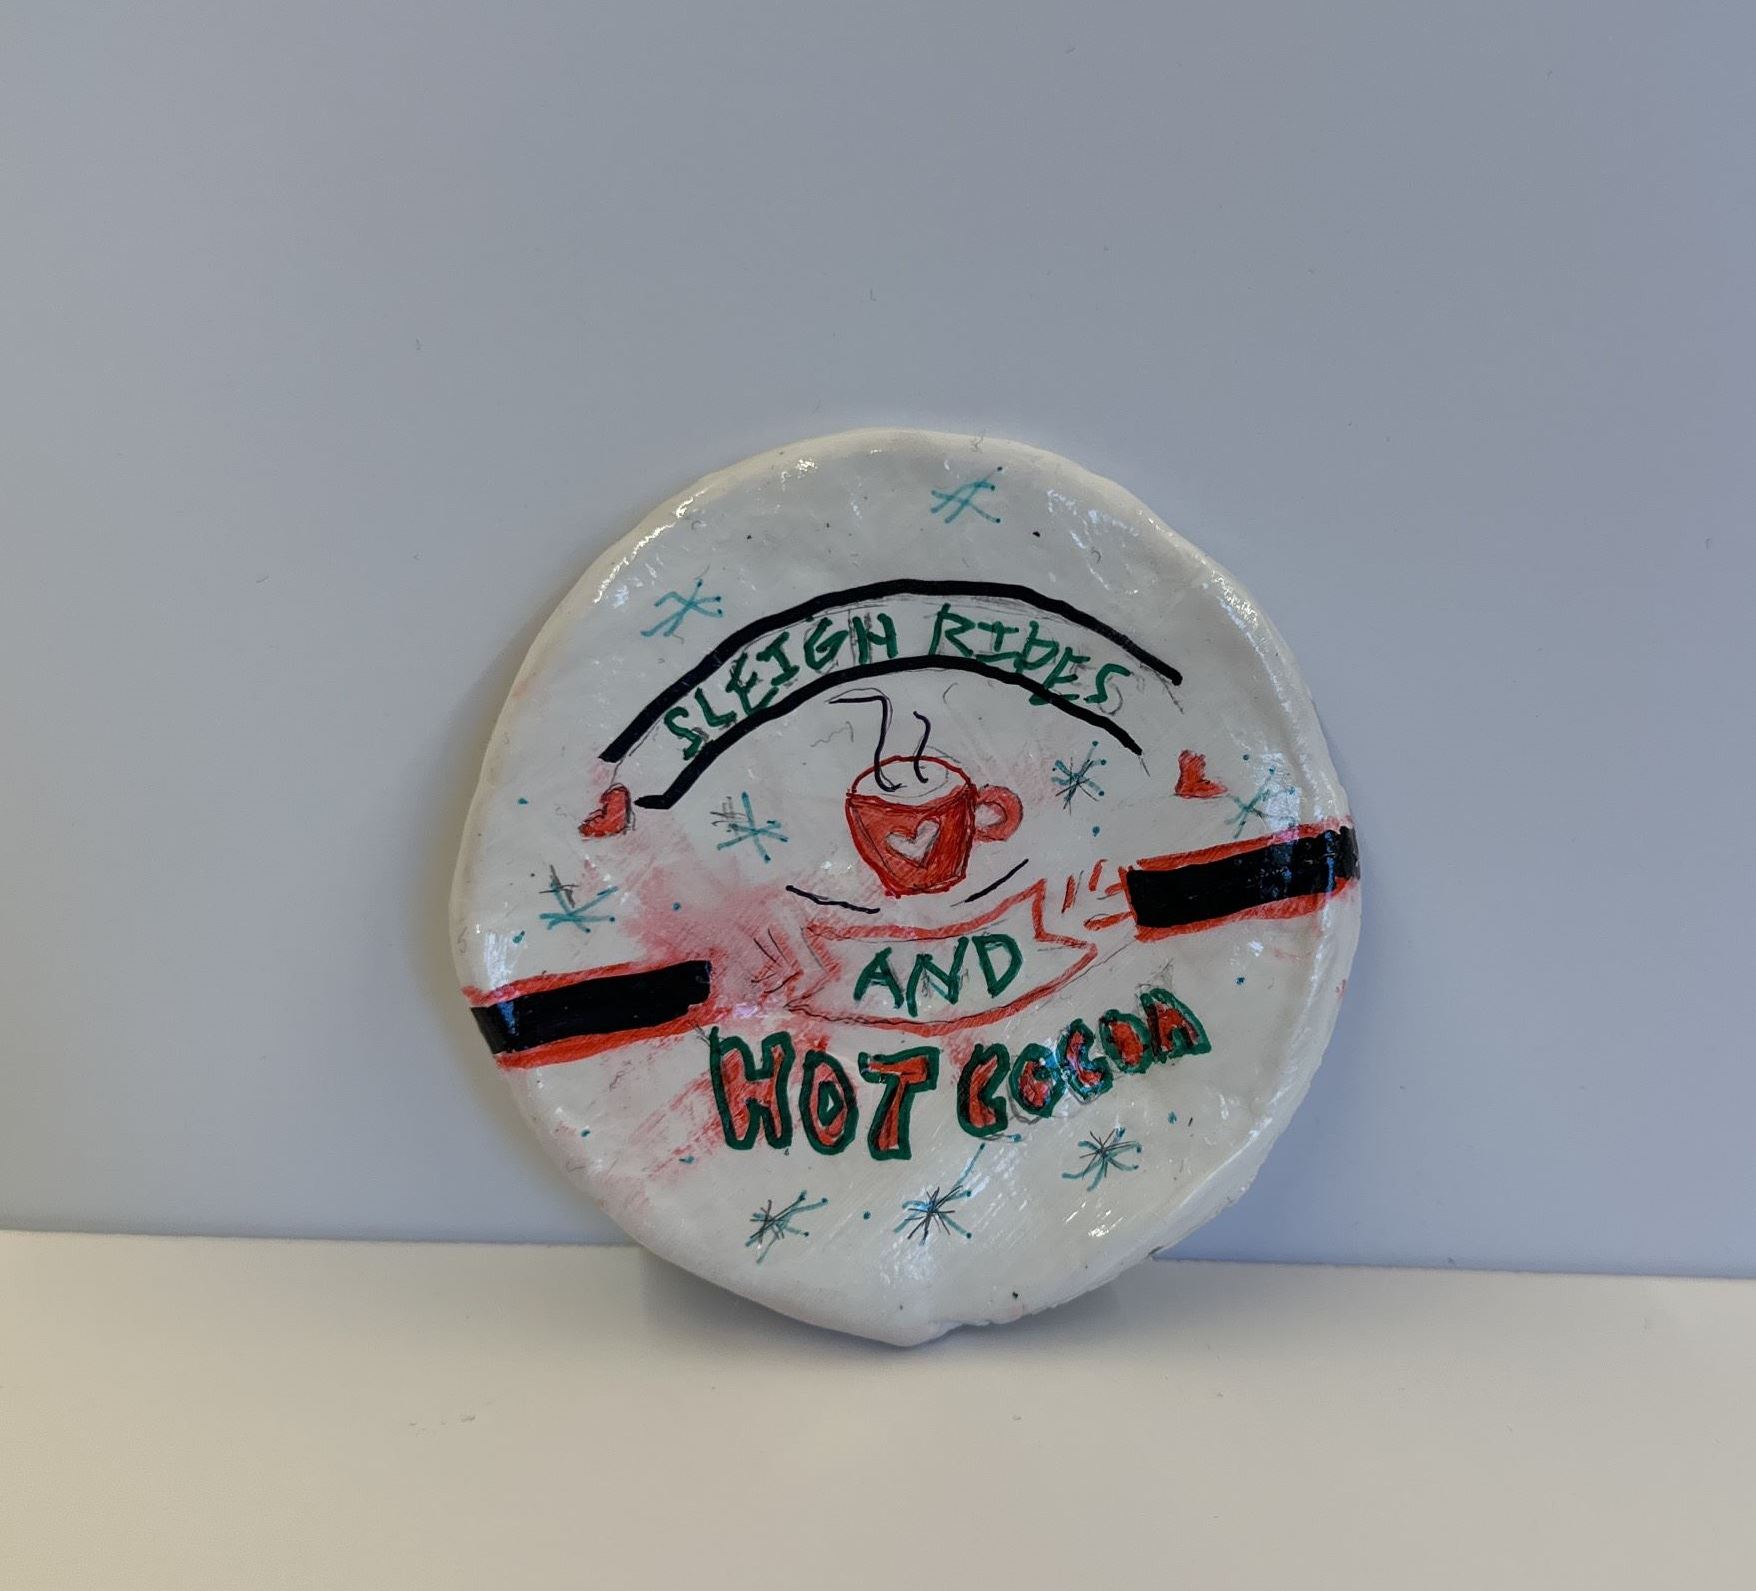 SLEIGH RIDES
AND
HOT COCOA